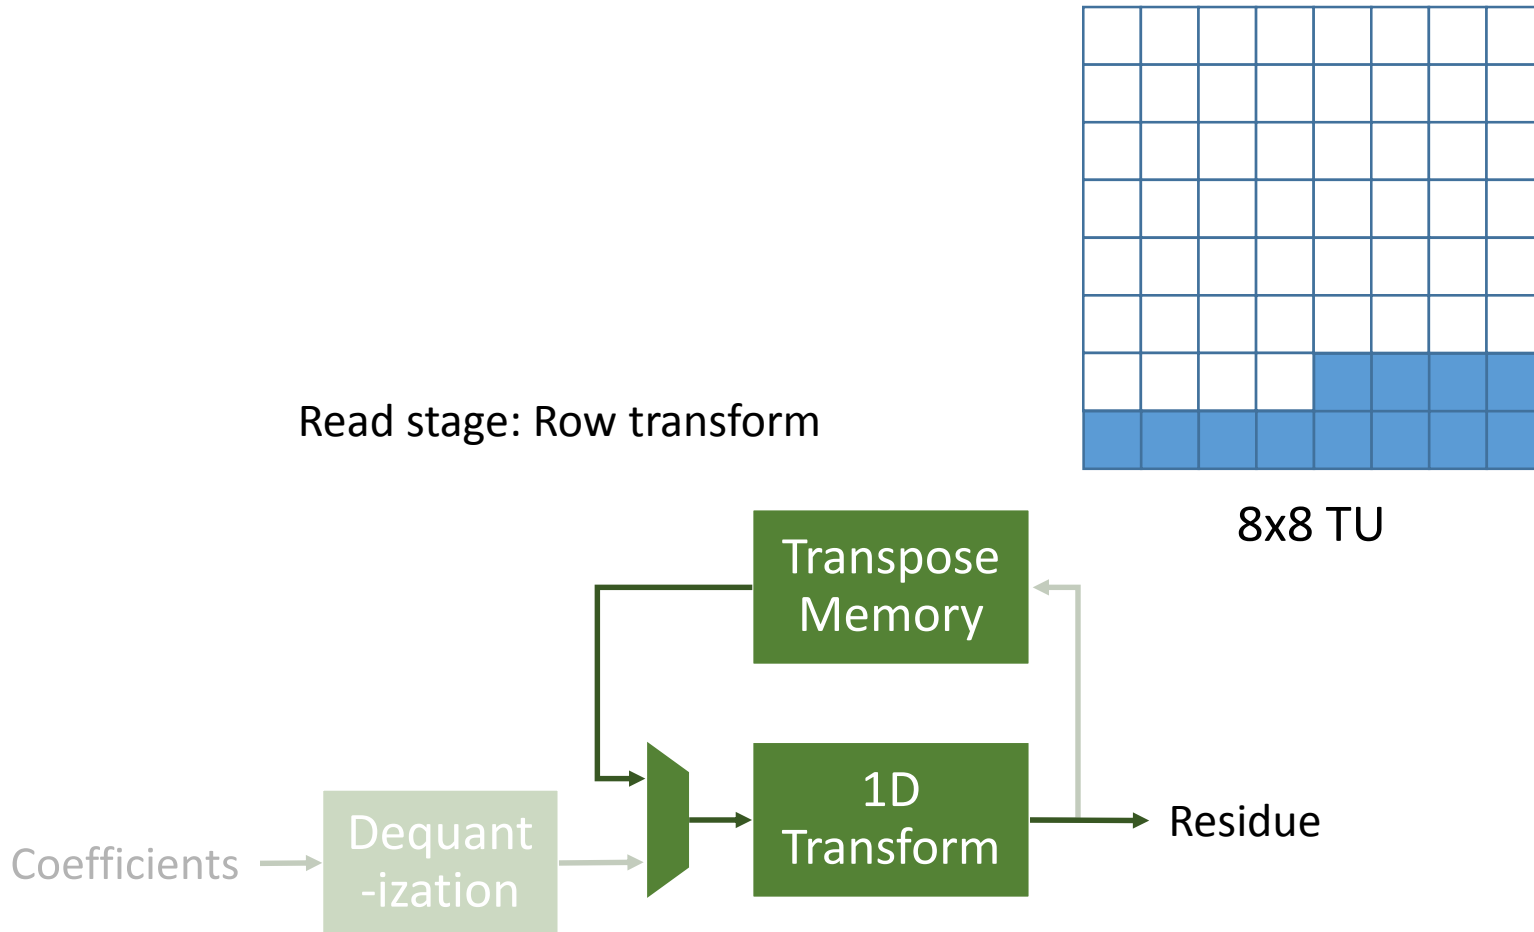 Read stage: Row transform
8x8 TU
Transpose
Memory
1D
Transform
Residue
Coefficients
Dequant
-ization